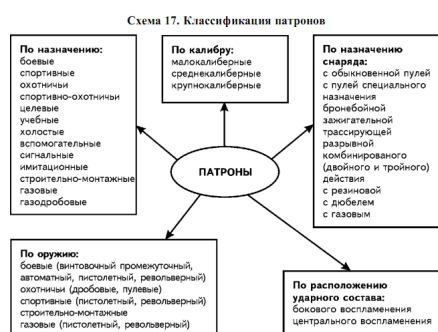 Схема 17. Классификация патронов
По назначению:
боевые
спортивные
охотничьи
спортивно-охотничьи
целевые
учебные
холостые
вспомогательные
сигнальные
имитационные
строительно-монтажные
газовые
газодробовые
По калибру:
малокалиберные
среднекалиберные
крупнокалиберные
По назначению
снаряда:
с обыкновенной пулей
с пулей специального
назначения
бронебойной
зажигательной
трассирующей
разрывной
комбинированого
(двойного и тройного)
действия
с резиновой
с дюбелем
с газовым
ПАТРОНЫ
По оружию:
боевые (винтовочный промежуточный,
автоматный, пистолетный, револьверный)
охотничьи (дробовые, пулевые)
спортивные (пистолетный, револьверный)
строительно-монтажные
газовые (пистолетный, револьверный)
По расположению
ударного состава:
бокового воспламенения
центрального воспламенения